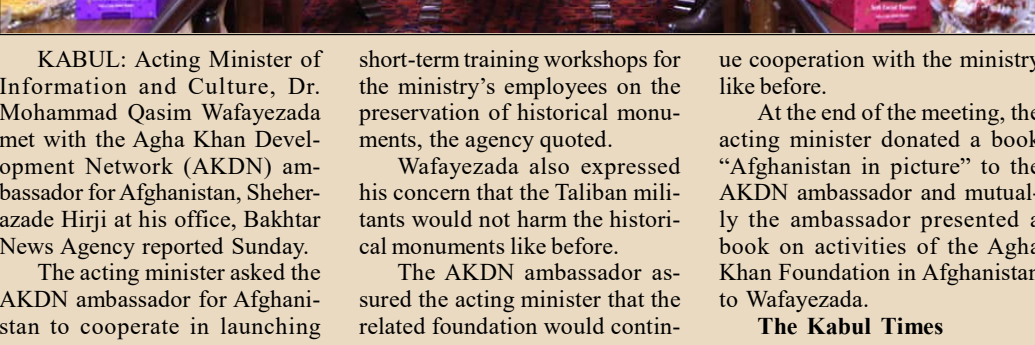 KABUL: Acting Minister of
Information and Culture, Dr.
Mohammad Qasim Wafayezada
met with the Agha Khan Devel-
opment Network (AKDN) am-
bassador for Afghanistan, Sheher-
azade Hirji at his office, Bakhtar
News Agency reported Sunday.
The acting minister asked the
AKDN ambassador for Afghani-
stan to cooperate in launching
short-term training workshops for
the ministry’s employees on the
preservation of historical monu-
ments, the agency quoted.
Wafayezada also expressed
his concern that the Taliban mili-
tants would not harm the histori-
cal monuments like before.
The AKDN ambassador as-
sured the acting minister that the
related foundation would contin-
ue cooperation with the ministry
like before.
At the end of the meeting, the
acting minister donated a book
“Afghanistan in picture” to the
AKDN ambassador and mutual-
ly the ambassador presented a
book on activities of the Agha
Khan Foundation in Afghanistan
to Wafayezada.
The Kabul Times